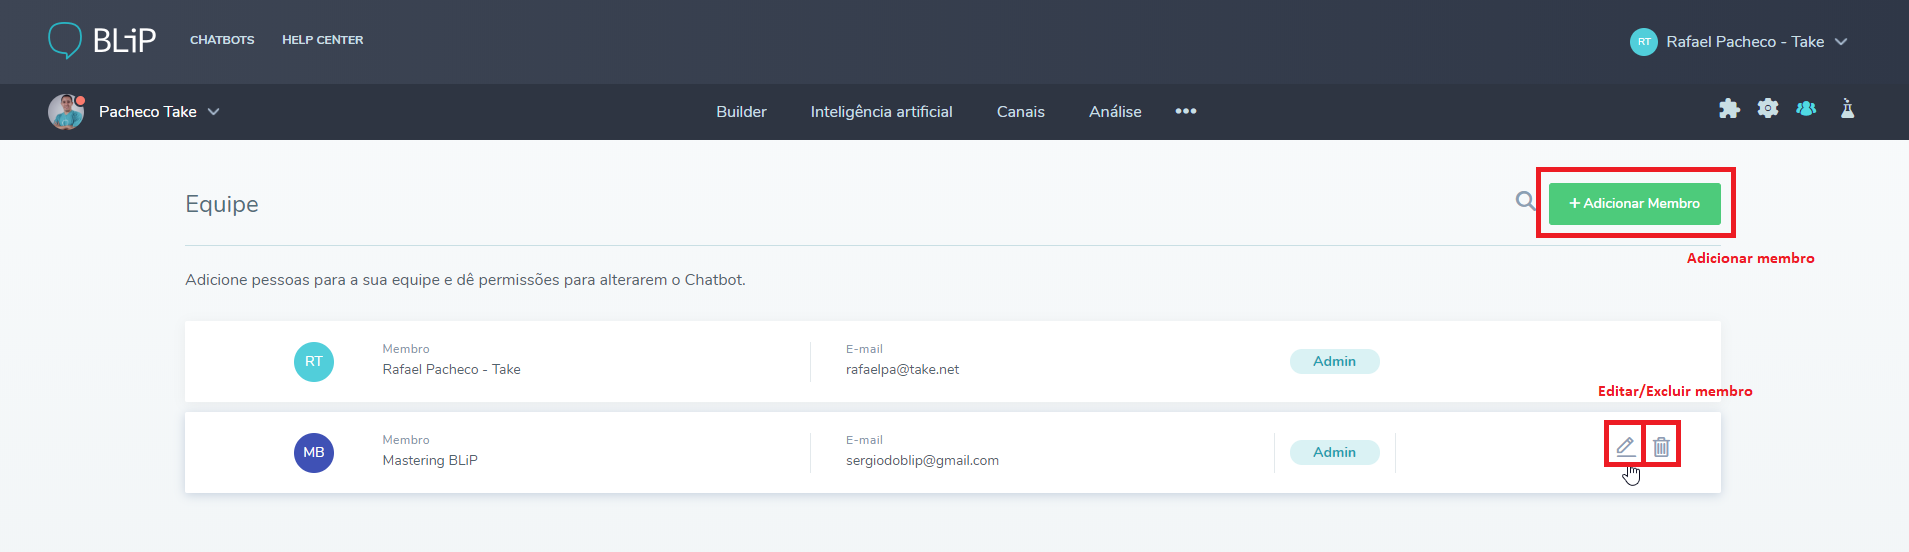 BLiP
CHATBOTS
HELP CENTER
RT
Rafael Pacheco - Take
Pacheco Take
Builder
Inteligência artificial
Canais
Análise
•••
Equipe
+ Adicionar Membro
Adicionar membro
Adicione pessoas para a sua equipe e dê permissões para alterarem o Chatbot.
RT
Membro
Rafael Pacheco - Take
E-mail
rafaelpa@take.net
Admin
Editar/Excluir membro
MB
Membro
Mastering BLiP
E-mail
sergiodoblip@gmail.com
Admin